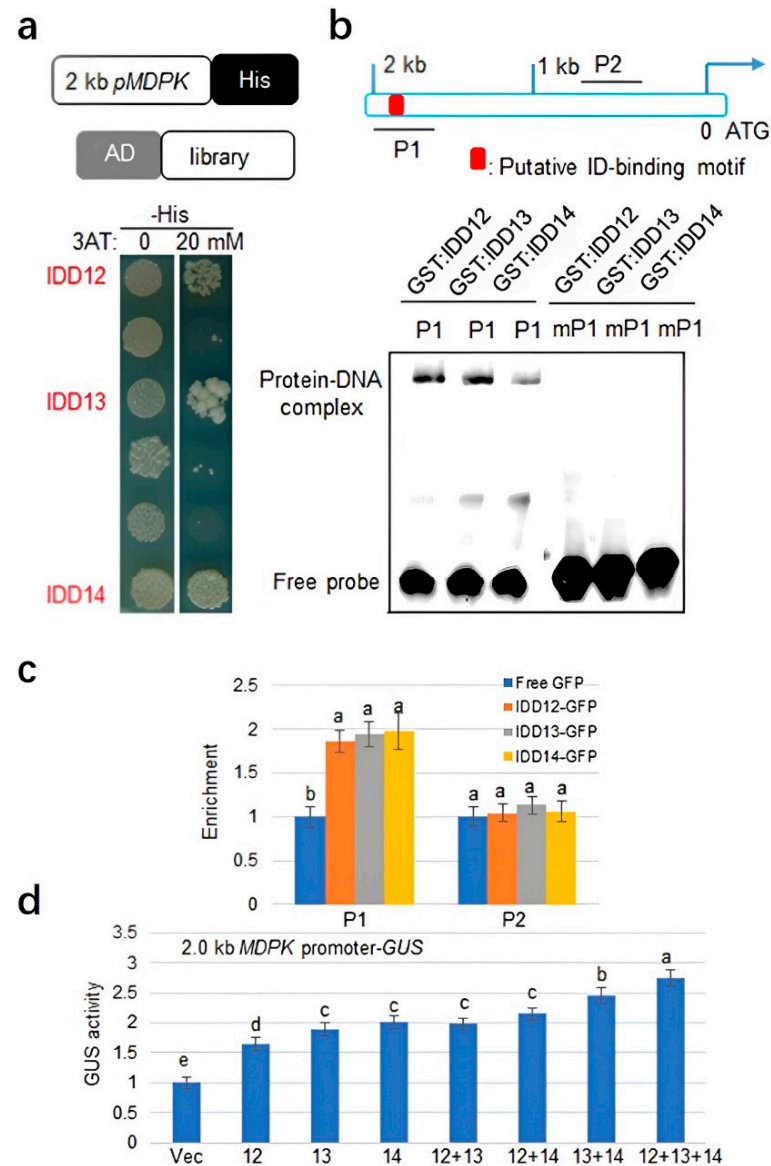 a
2 kb pMDPK His
AD library
-His
3AT: 0 20 mM
IDD12
IDD13
IDD14
b
2 kb 1 kb P2
0 ATG
P1
: Putative ID-binding motif
GST:IDD12 GST:IDD13 GST:IDD14 GST:IDD12 GST:IDD13 GST:IDD14
P1 P1 P1 mP1 mP1 mP1
Protein-DNA
complex
Free probe
c
Enrichment
2.5
2
1.5
1
0.5
0
Free GFP
IDD12-GFP
IDD13-GFP
IDD14-GFP
b a a a a a a a
P1 P2
d
2.0 kb MDPK promoter-GUS
GUS activity
3.5
3
2.5
2
1.5
1
0.5
0
e d c c c c b a
Vec 12 13 14 12+13 12+14 13+14 12+13+14